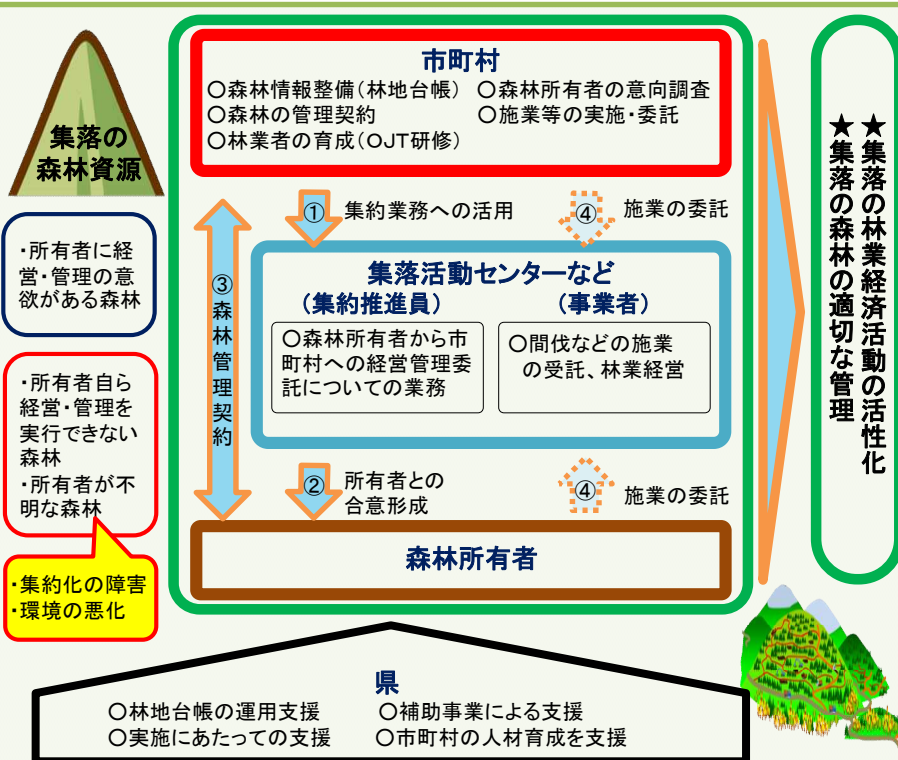 集落の
森林資源
・所有者に経
営・管理の意
欲がある森林
・所有者自ら
経営・管理を
実行できない
森林
・所有者が不
明な森林
・集約化の障害
・環境の悪化
市町村
○森林情報整備(林地台帳) ○森林所有者の意向調査
○森林の管理契約 ○施業等の実施・委託
○林業者の育成(OJT研修)
① 集約業務への活用
④ 施業の委託
③森林管理契約
集落活動センターなど
(集約推進員) (事業者)
○森林所有者から市
町村への経営管理委
託についての業務
○間伐などの施業
の受託、林業経営
② 所有者との
合意形成
④ 施業の委託
森林所有者
★集落の林業経済活動の活性化
★集落の森林の適切な管理
県
○林地台帳の運用支援 ○補助事業による支援
○実施にあたっての支援 ○市町村の人材育成を支援